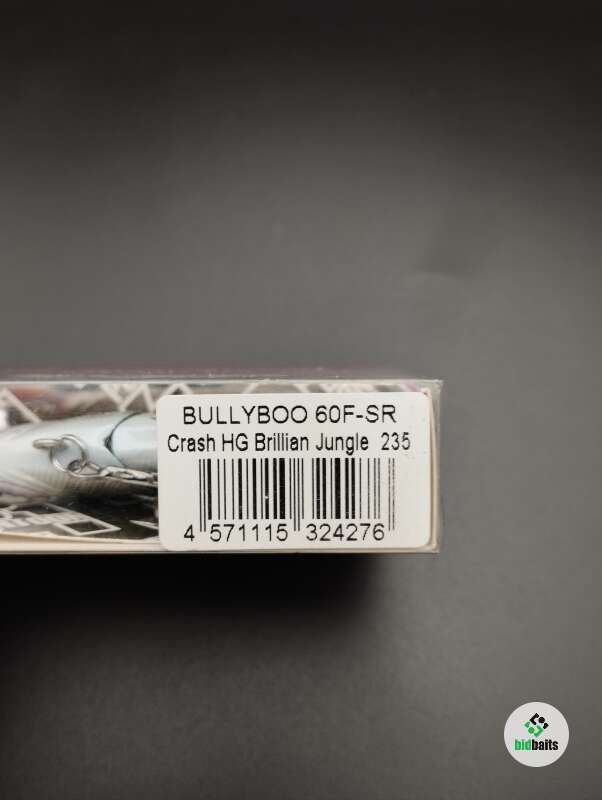 BULLYBOO 60F-SR
Crash HG Brillian Jungle 235
4 571115 324276
bidbaits